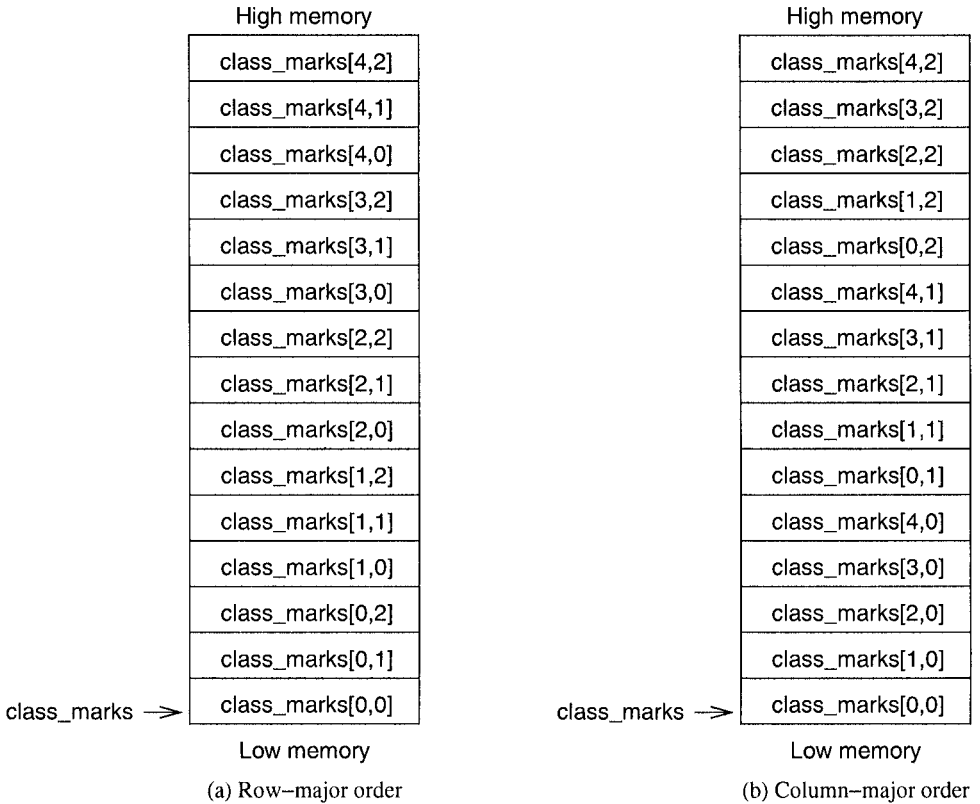 High memory
class_marks[4,2]
class_marks[4,1]
class_marks[4,0]
class_marks[3,2]
class_marks[3,1]
class_marks[3,0]
class_marks[2,2]
class_marks[2,1]
class_marks[2,0]
class_marks[1,2]
class_marks[1,1]
class_marks[1,0]
class_marks[0,2]
class_marks[0,1]
class_marks[0,0]
class_marks
Low memory
(a) Row–major order
High memory
class_marks[4,2]
class_marks[3,2]
class_marks[2,2]
class_marks[1,2]
class_marks[0,2]
class_marks[4,1]
class_marks[3,1]
class_marks[2,1]
class_marks[1,1]
class_marks[0,1]
class_marks[4,0]
class_marks[3,0]
class_marks[2,0]
class_marks[1,0]
class_marks[0,0]
class_marks
Low memory
(b) Column–major order